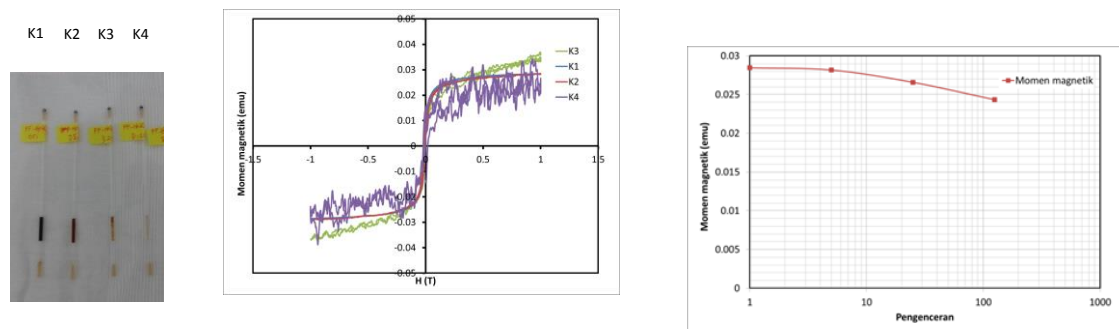 K1 K2 K3 K4
0.05
0.04
0.03
0.02
0.01
0
-0.01
-0.02
-0.03
-0.04
-0.05
-1.5 -1 -0.5 0 0.5 1 1.5
Momen magnetik (emu)
H (T)
K3
K1
K2
K4
0.03
0.025
0.02
0.015
0.01
0.005
0
1 10 100 1000
Momen magnetik (emu)
Pengenceran
Momen magnetik